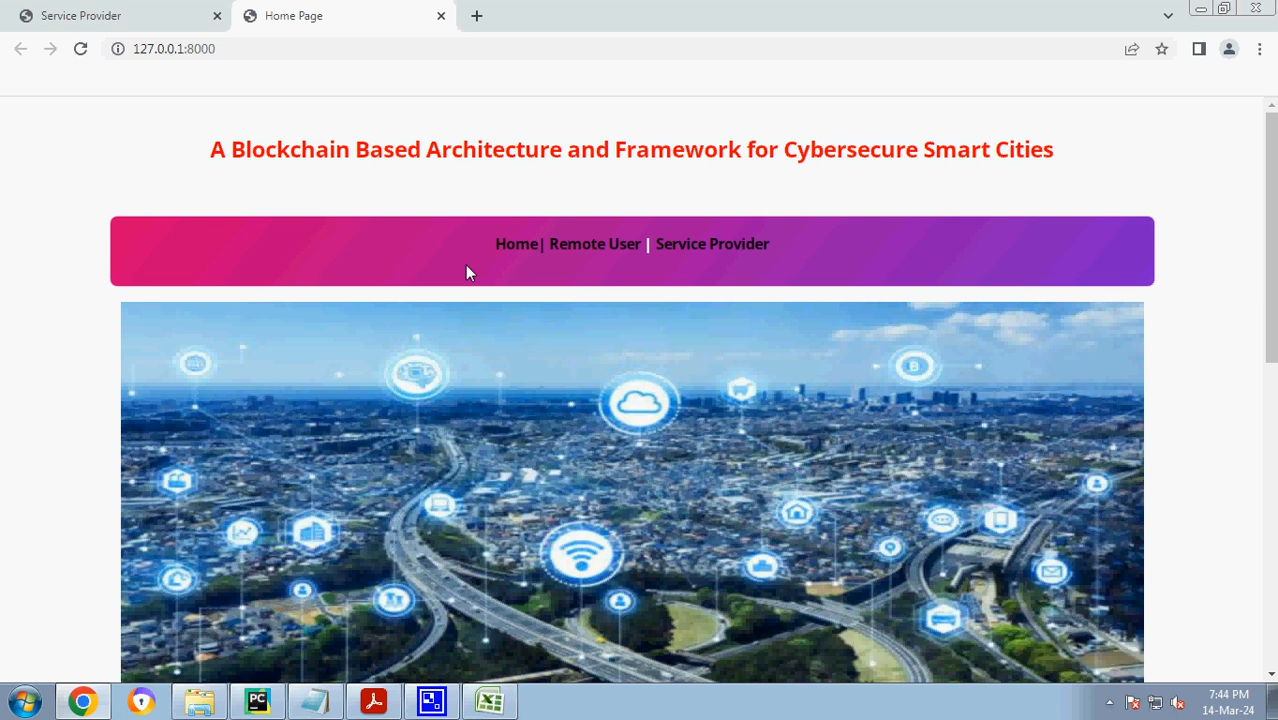 Service Provider
Home Page
127.0.0.1:8000
A Blockchain Based Architecture and Framework for Cybersecure Smart Cities
Home| Remote User | Service Provider
B
PC
7:44 PM
14-Mar-24